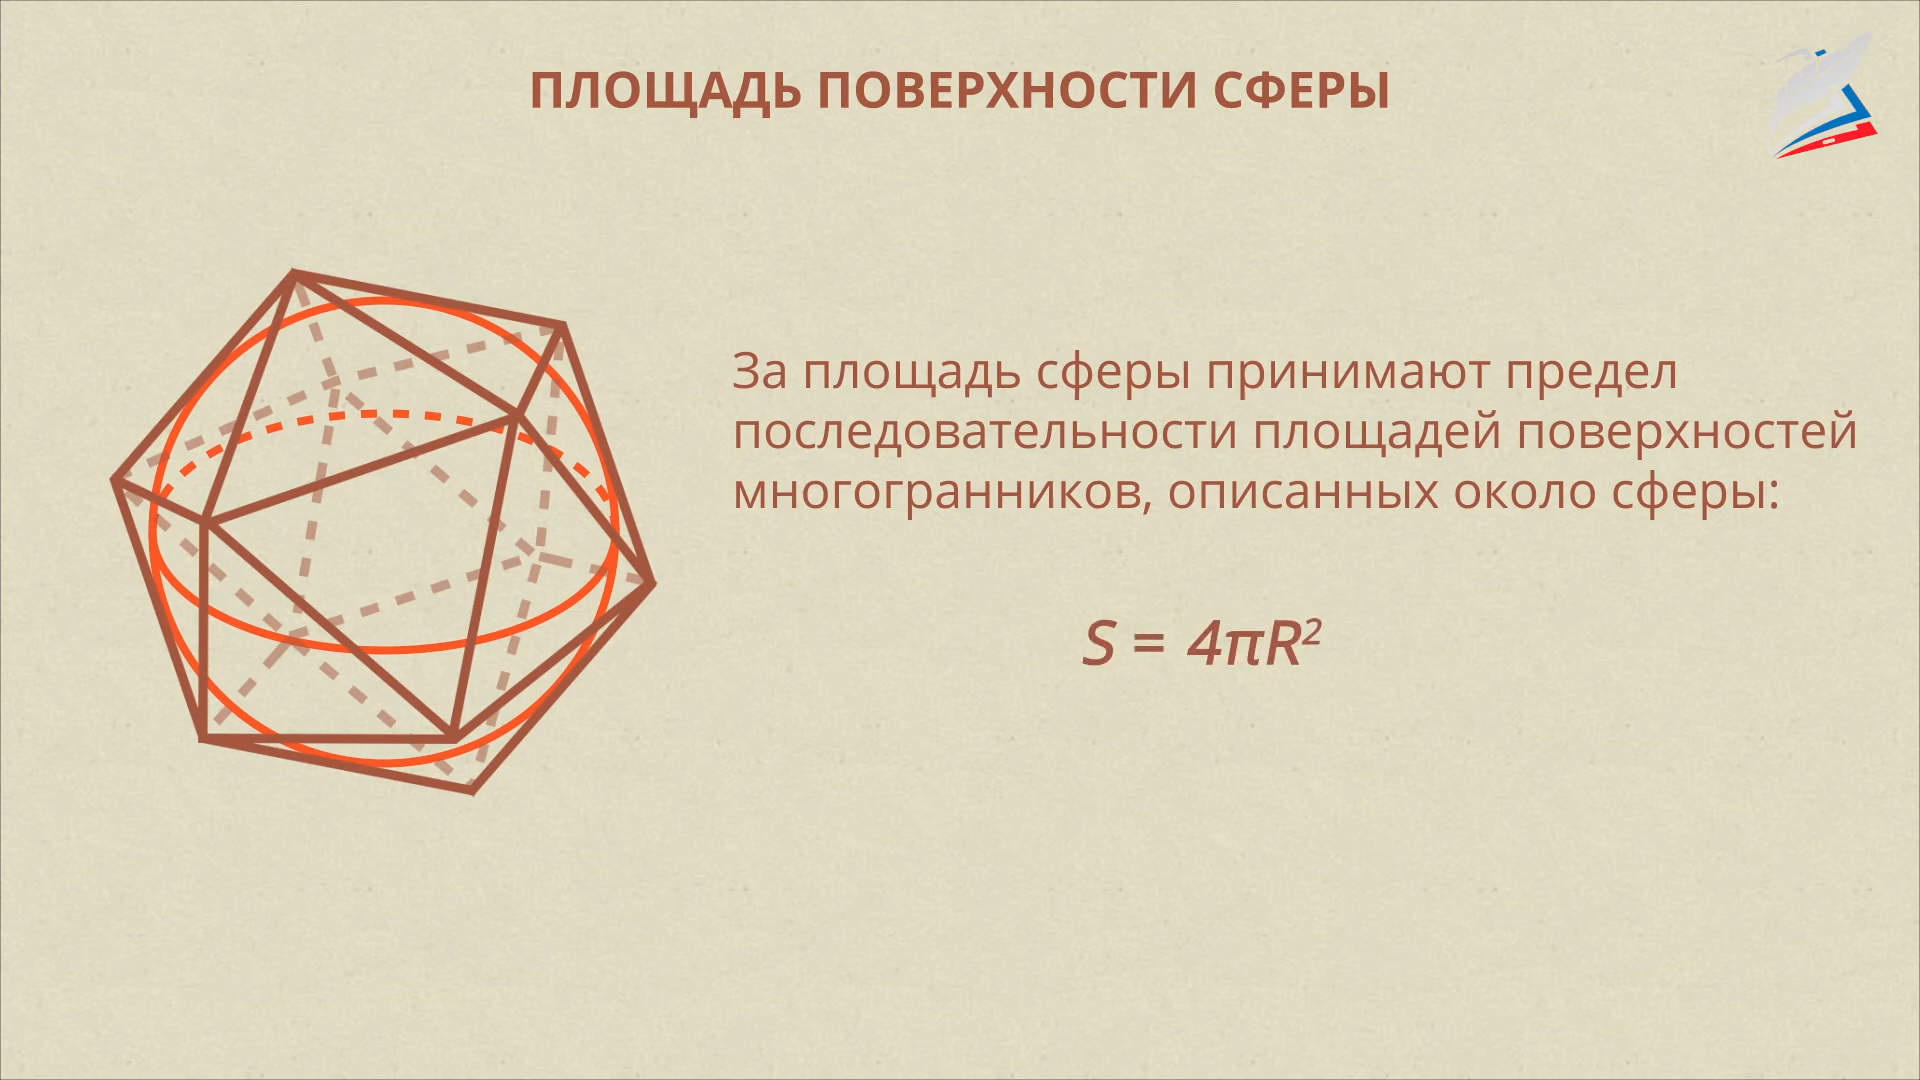 ПЛОЩАДЬ ПОВЕРХНОСТИ СФЕРЫ
За площадь сферы принимают предел
последовательности площадей поверхностей
многогранников, описанных около сферы:
S = 4πR²